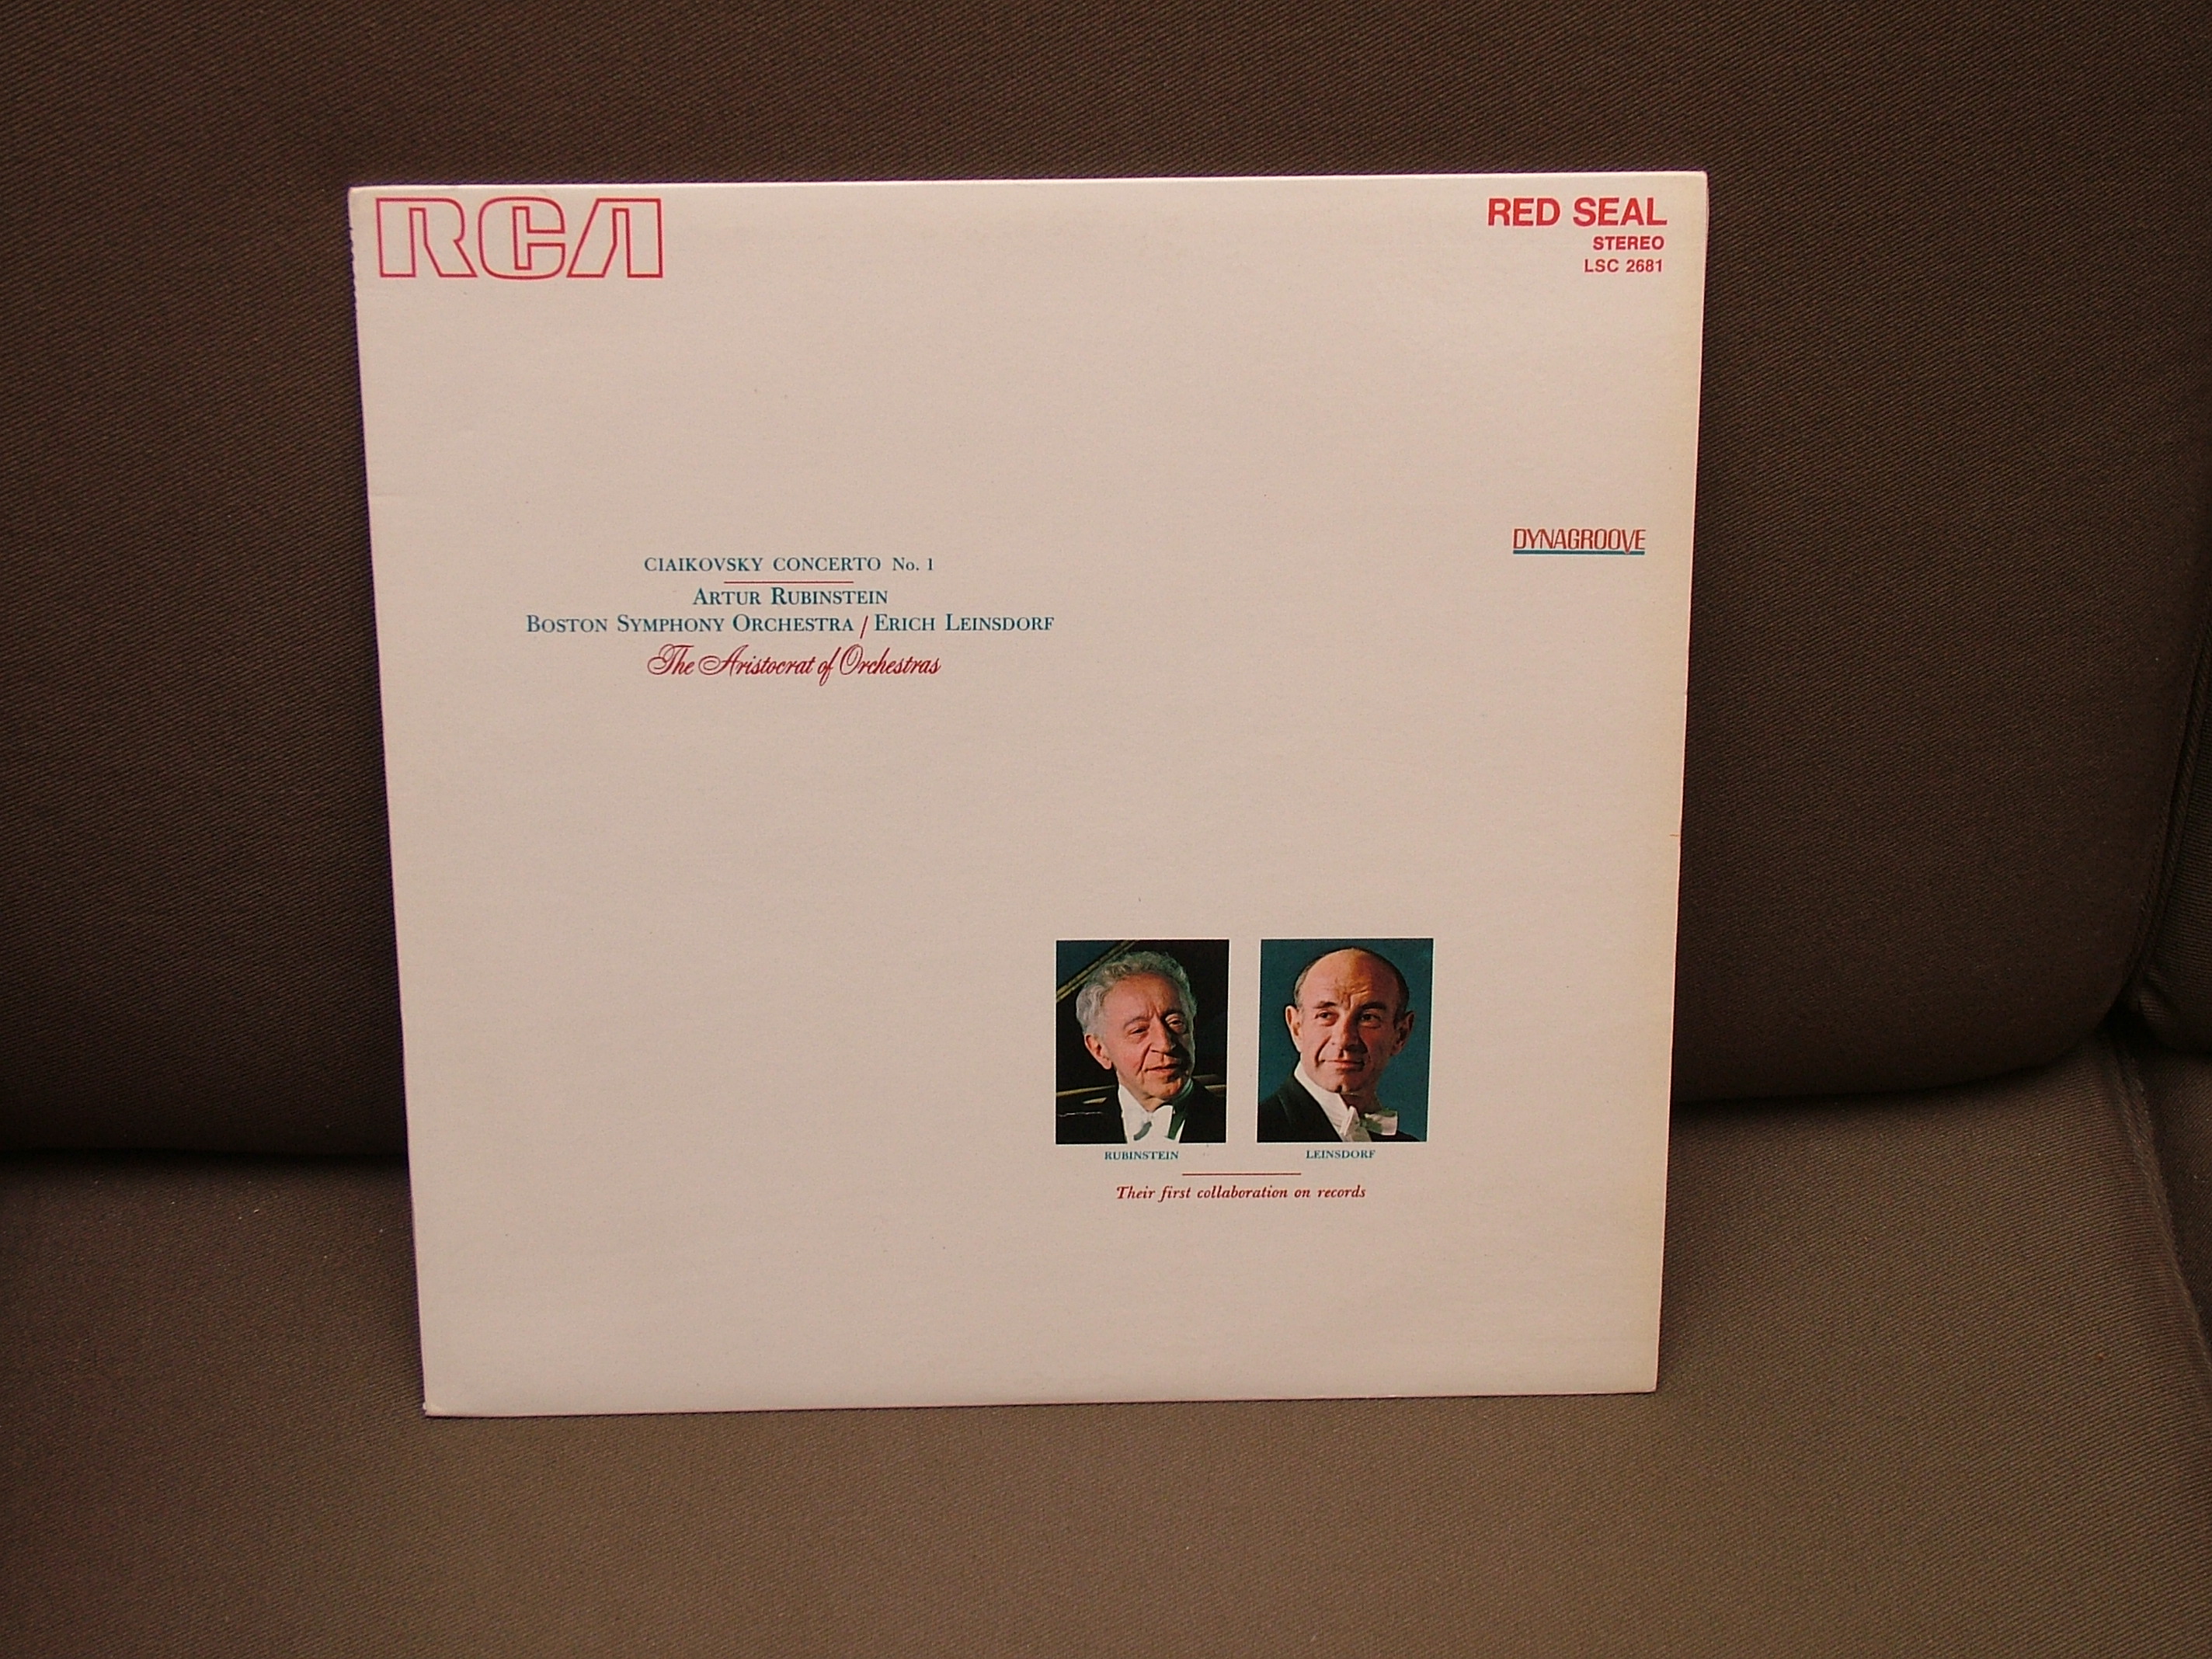 RCA
RED SEAL
STEREO
LSC 2681
DYNAGROOVE
CIAIKOVSKY CONCERTO No. 1
ARTUR RUBINSTEIN
BOSTON SYMPHONY ORCHESTRA / ERICH LEINSDORF
The Aristocrat of Orchestras
RUBINSTEIN
LEINSDORF
Their first collaboration on records